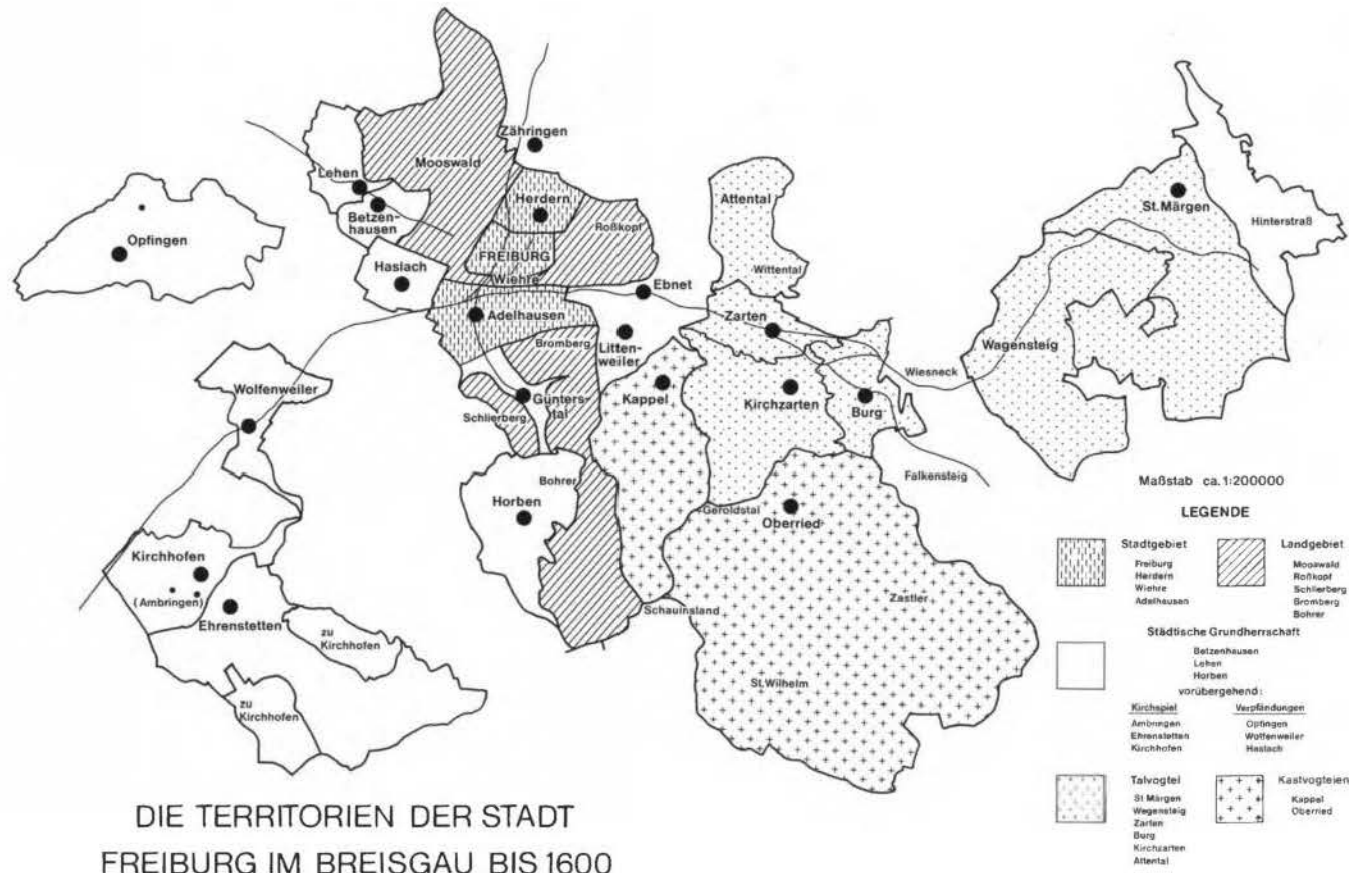 Zähringen
Mooswald
Lehen
Betzen-
hausen
Herdern
Roßkopf
Attental
St.Märgen
Hinterstraß
Opfingen
FREIBURG
Haslach
Wiehre
Wittental
Ebnet
Adelhausen
Zarten
Bromberg
Litten-
weiler
Wagensteig
Wiesneck
Wolfenweiler
Schlierberg
Günters-
tal
Kappel
Kirchzarten
Burg
Falkensteig
Horben
Bohrer
Geroldstal
Oberried
Kirchhofen
(Ambringen)
Ehrenstetten
zu
Kirchhofen
zu
Kirchhofen
Schauinsland
Zastler
St.Wilhelm
Maßstab ca.1:200000
LEGENDE
Stadtgebiet
Freiburg
Herdern
Wiehre
Adelhausen
Landgebiet
Mooswald
Roßkopf
Schlierberg
Bromberg
Bohrer
Städtische Grundherrschaft
Betzenhausen
Lehen
Horben
vorübergehend:
Kirchspiel
Ambringen
Ehrenstetten
Kirchhofen
Verpfändungen
Opfingen
Wolfenweiler
Haslach
Talvogtei
St Märgen
Wegensteig
Zarten
Burg
Kirchzarten
Attental
Kastvogteien
Kappel
Oberried
DIE TERRITORIEN DER STADT
FREIBURG IM BREISGAU BIS 1600